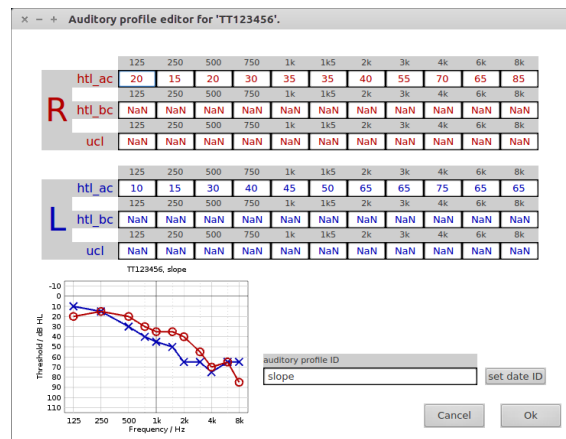 × − + Auditory profile editor for 'TT123456'.
125 250 500 750 1k 1k5 2k 3k 4k 6k 8k
htl_ac 20 15 20 30 35 35 40 55 70 65 85
125 250 500 750 1k 1k5 2k 3k 4k 6k 8k
R htl_bc NaN NaN NaN NaN NaN NaN NaN NaN NaN NaN NaN
125 250 500 750 1k 1k5 2k 3k 4k 6k 8k
ucl NaN NaN NaN NaN NaN NaN NaN NaN NaN NaN NaN
125 250 500 750 1k 1k5 2k 3k 4k 6k 8k
htl_ac 10 15 30 40 45 50 65 65 75 65 65
125 250 500 750 1k 1k5 2k 3k 4k 6k 8k
L htl_bc NaN NaN NaN NaN NaN NaN NaN NaN NaN NaN NaN
125 250 500 750 1k 1k5 2k 3k 4k 6k 8k
ucl NaN NaN NaN NaN NaN NaN NaN NaN NaN NaN NaN
TT123456, slope
Threshold / dB HL
-10
0
10
20
30
40
50
60
70
80
90
100
110
125 250 500 1k 2k 4k 8k
Frequency / Hz
auditory profile ID
slope set date ID
Cancel Ok